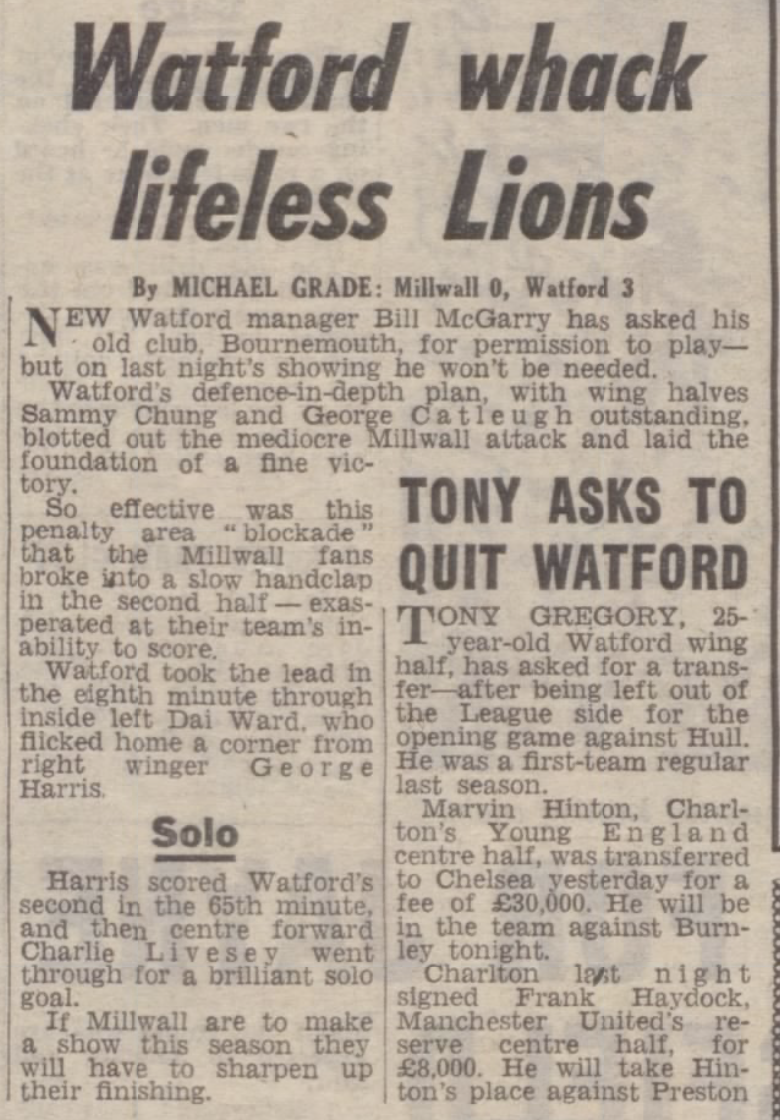 Watford whack
lifeless Lions
By MICHAEL GRADE: Millwall 0, Watford 3
NEW Watford manager Bill McGarry has asked his
old club, Bournemouth, for permission to play—
but on last night's showing he won't be needed.
Watford's defence-in-depth plan, with wing halves
Sammy Chung and George Catleugh outstanding,
blotted out the mediocre Millwall attack and laid the
foundation of a fine vic-
tory.
So effective was this
penalty area "blockade"
that the Millwall fans
broke into a slow handclap
in the second half — exas-
perated at their team's in-
ability to score.
Watford took the lead in
the eighth minute through
inside left Dai Ward, who
flicked home a corner from
right winger George
Harris.
Solo
Harris scored Watford's
second in the 65th minute,
and then centre forward
Charlie Livesey went
through for a brilliant solo
goal.
If Millwall are to make
a show this season they
will have to sharpen up
their finishing.
TONY ASKS TO
QUIT WATFORD
TONY GREGORY, 25-
year-old Watford wing
half, has asked for a trans-
fer—after being left out of
the League side for the
opening game against Hull.
He was a first-team regular
last season.
Marvin Hinton, Charl-
ton's Young England
centre half, was transferred
to Chelsea yesterday for a
fee of £30,000. He will be
in the team against Burn-
ley tonight.
Charlton last night
signed Frank Haydock,
Manchester United's re-
serve centre half, for
£8,000. He will take Hin-
ton's place against Preston